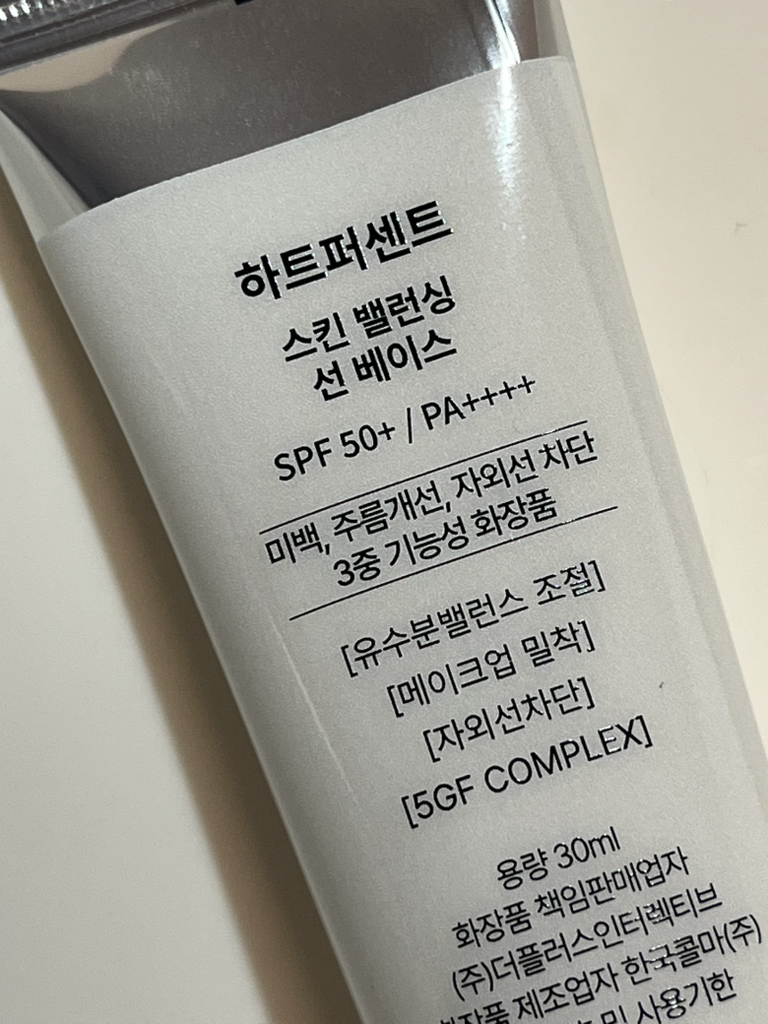 하트퍼센트
스킨 밸런싱
선 베이스
SPF 50+ / PA++++
미백, 주름개선, 자외선 차단
3중 기능성 화장품
[유수분밸런스 조절]
[메이크업 밀착]
[자외선차단]
[5GF COMPLEX]
용량 30ml
화장품 책임판매업자
(주)더플러스인터렉티브
화장품 제조업자 한국콜마(주)
및 사용기한